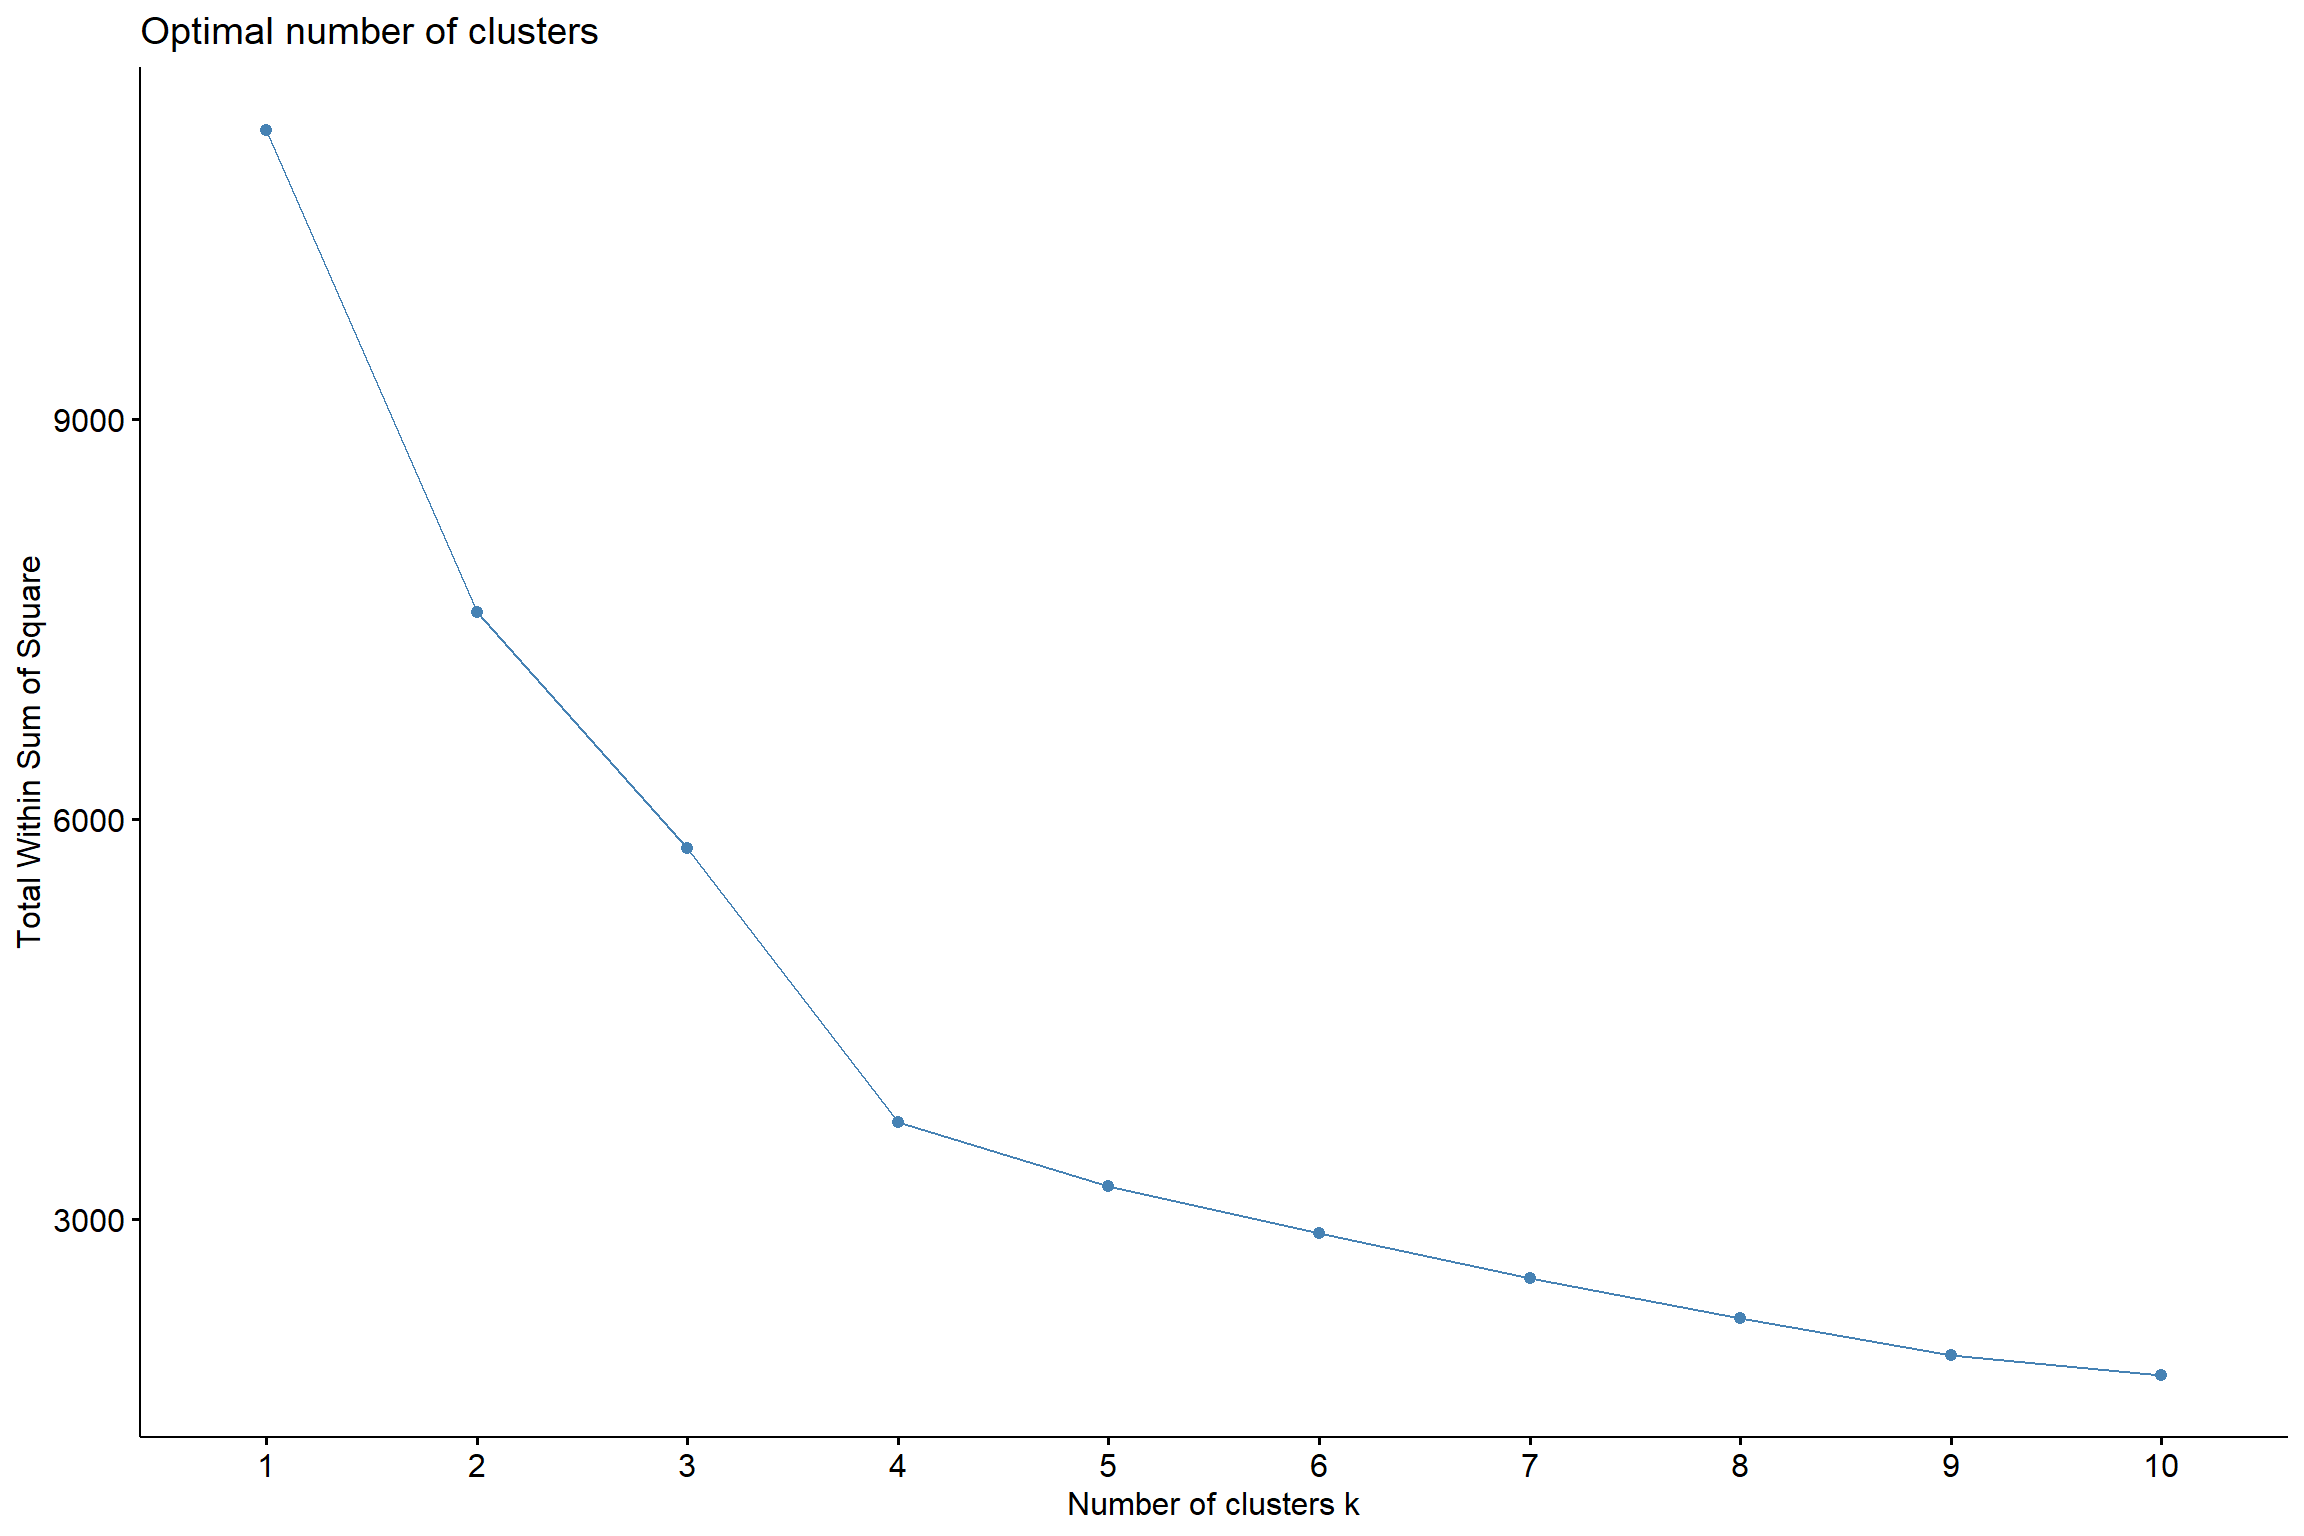 Optimal number of clusters
Total Within Sum of Square
9000
6000
3000
1 2 3 4 5 6 7 8 9 10
Number of clusters k